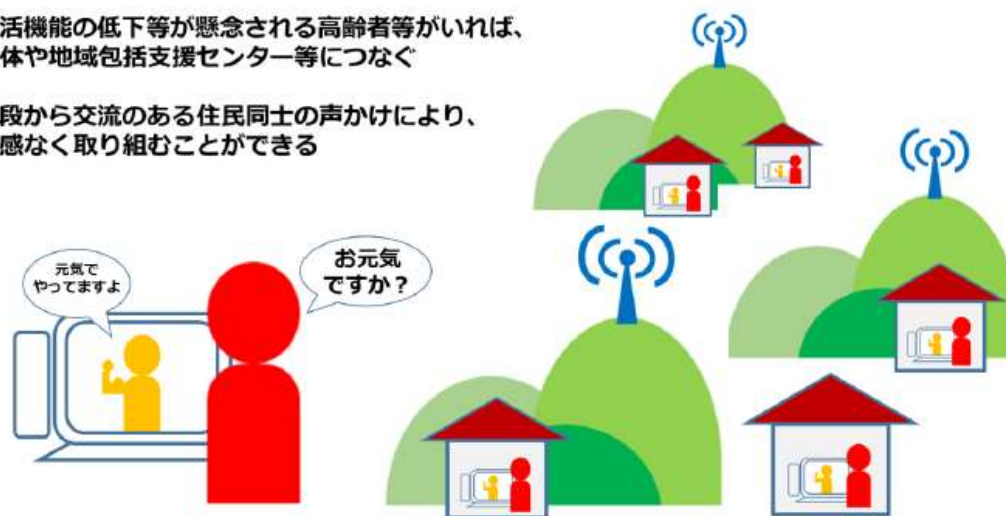 活機能の低下等が懸念される高齢者等がいれば、
体や地域包括支援センター等につなぐ
段から交流のある住民同士の声かけにより、
感なく取り組むことができる
元気で
やってますよ
お元気
ですか？